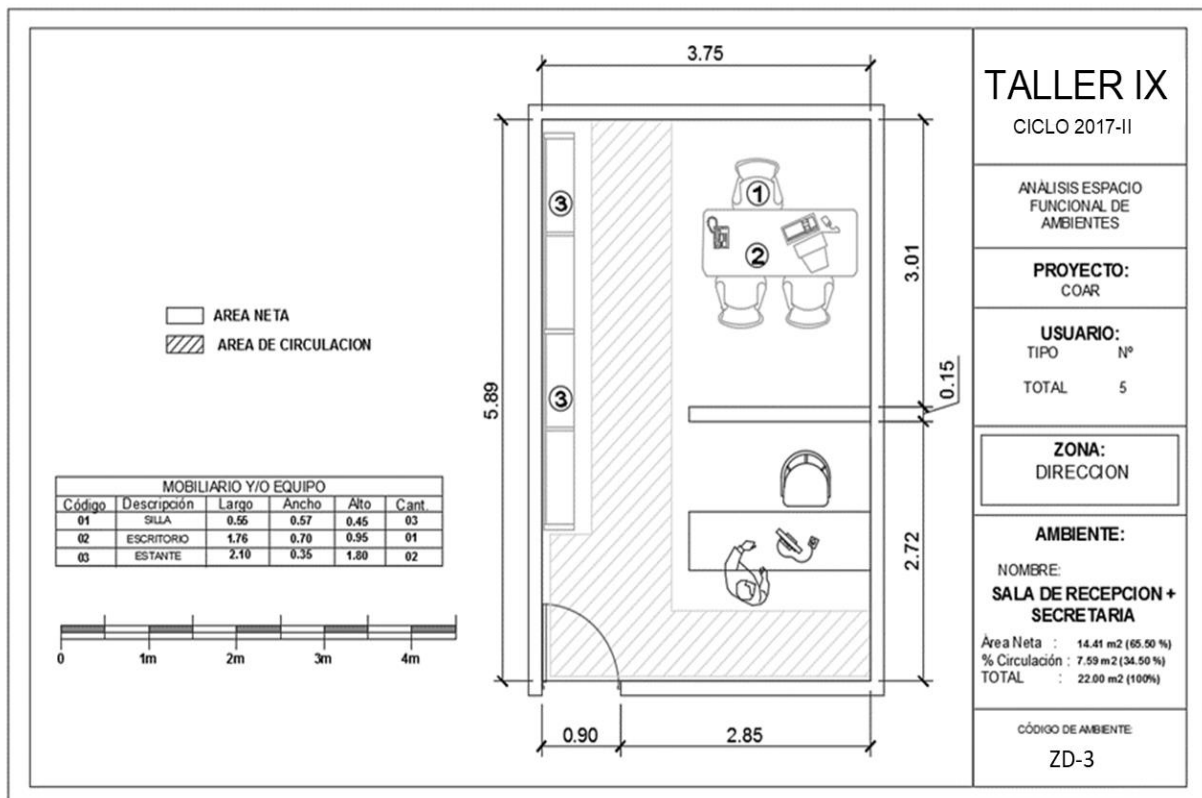 3.75
5.89
3.01
0.15
2.72
0.90
2.85
1
2
3
3
AREA NETA
AREA DE CIRCULACION
MOBILIARIO Y/O EQUIPO
Código Descripción Largo Ancho Alto Cant.
01 SILLA 0.55 0.57 0.45 03
02 ESCRITORIO 1.76 0.70 0.95 01
03 ESTANTE 2.10 0.35 1.80 02
0 1m 2m 3m 4m
TALLER IX
CICLO 2017-II
ANÀLISIS ESPACIO
FUNCIONAL DE
AMBIENTES
PROYECTO:
COAR
USUARIO:
TIPO Nº
TOTAL 5
ZONA:
DIRECCION
AMBIENTE:
NOMBRE:
SALA DE RECEPCION +
SECRETARIA
Área Neta : 14.41 m2 (65.50 %)
% Circulación : 7.59 m2 (34.50 %)
TOTAL : 22.00 m2 (100%)
CÓDIGO DE AMBIENTE:
ZD-3